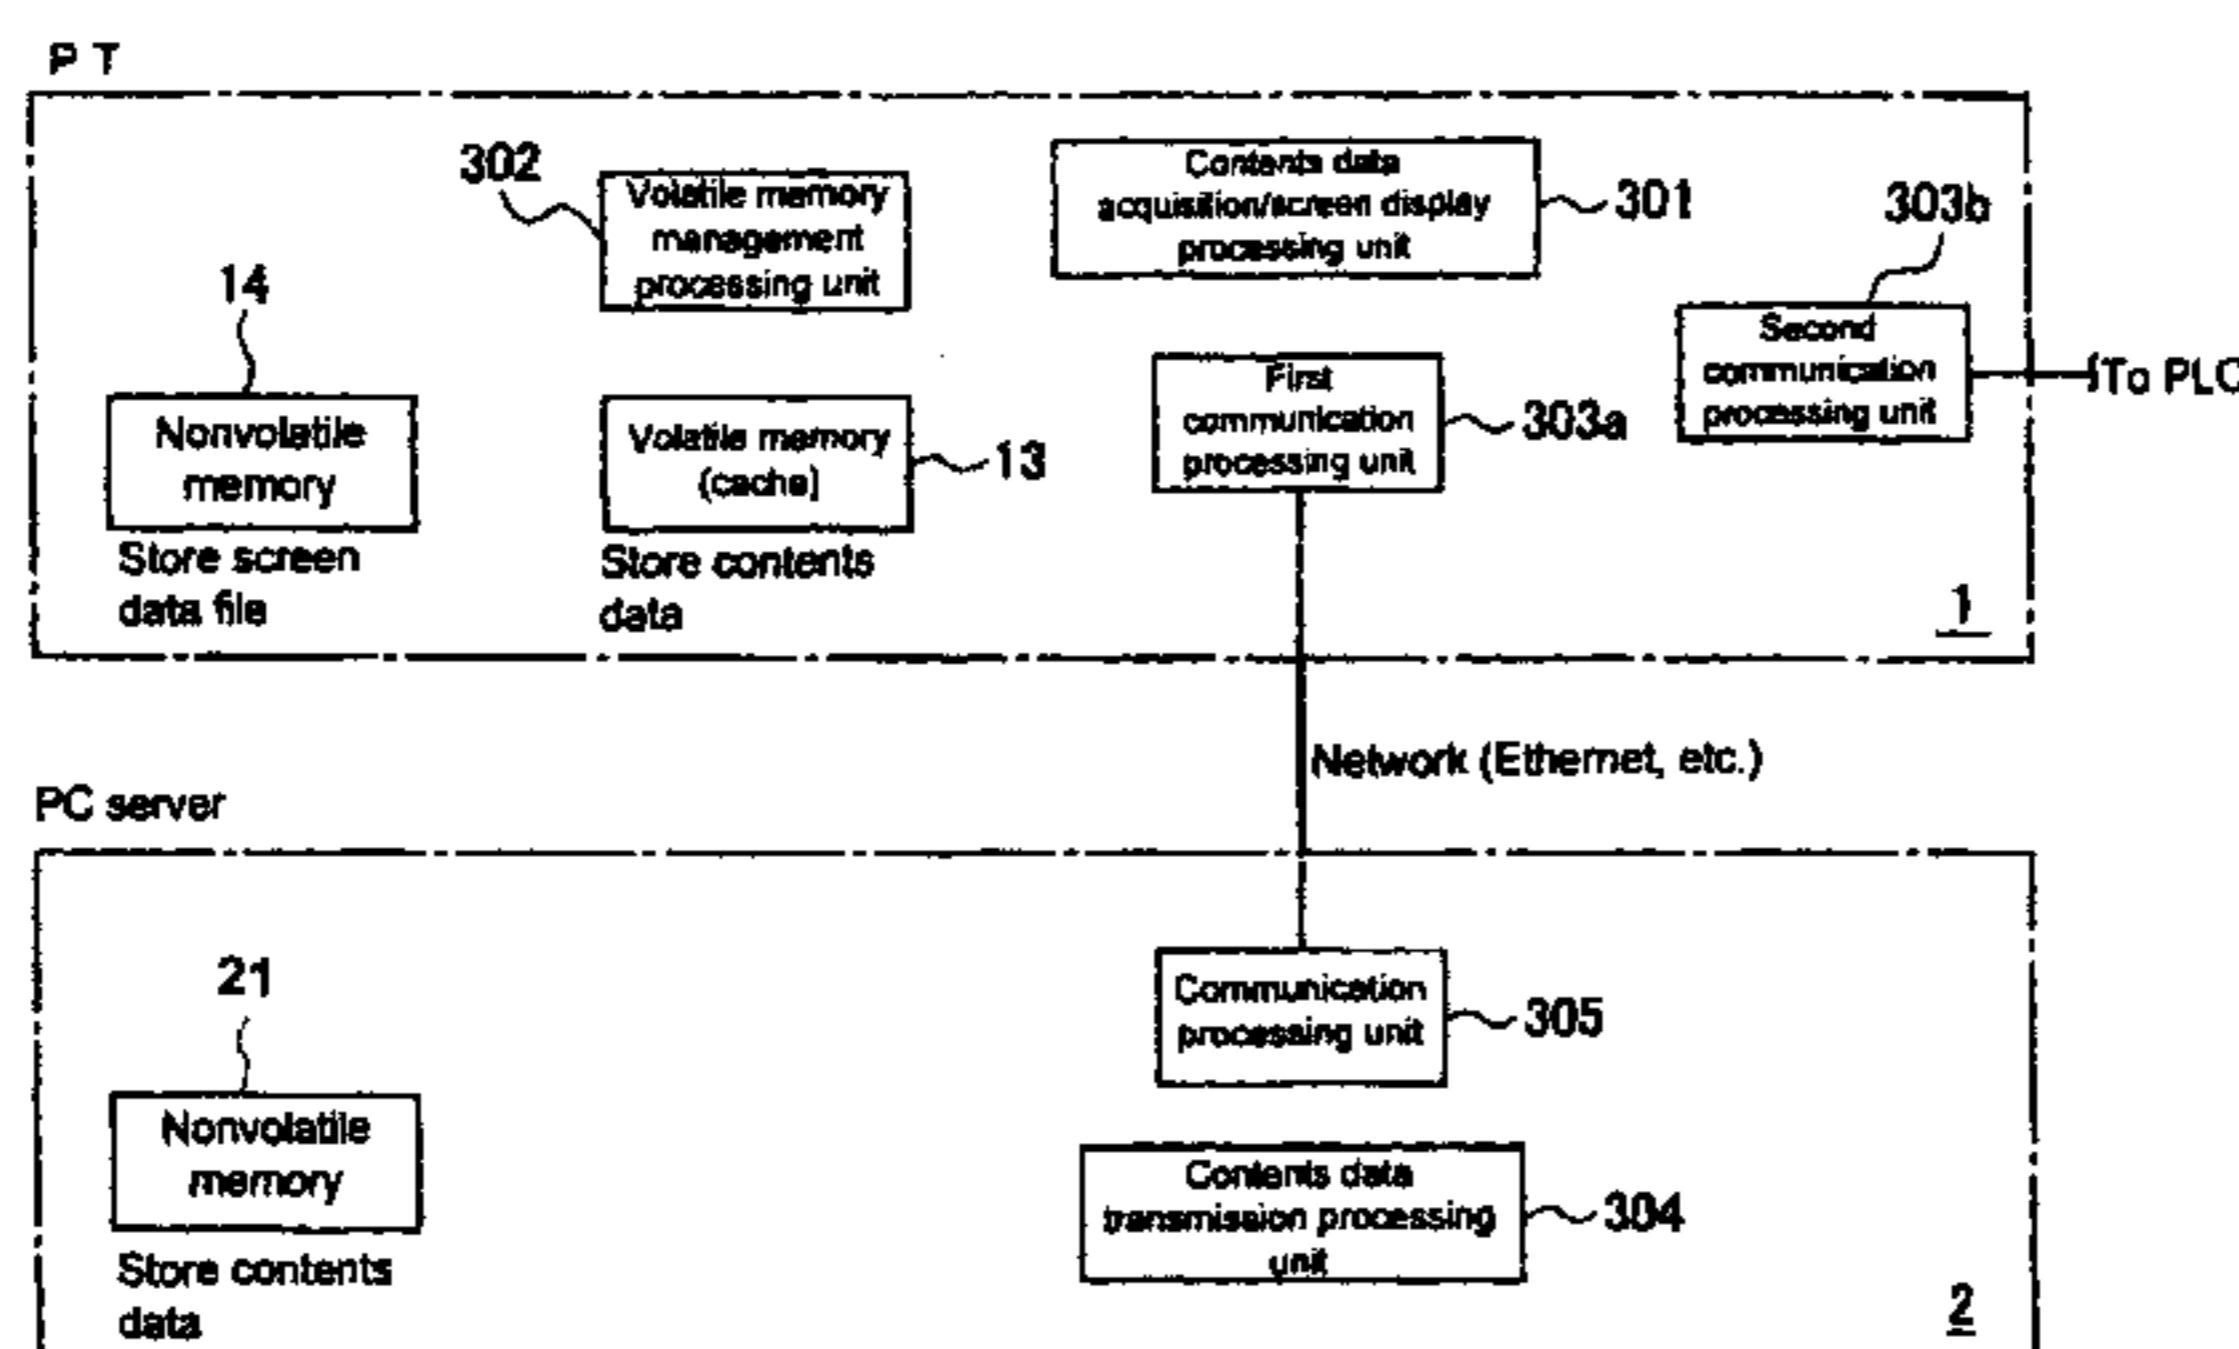 P T
302
Volatile memory
management
processing unit
Contents data
acquisition/screen display
processing unit
301
303b
14
Second
communication
processing unit
To PLC
Nonvolatile
memory
Store screen
data file
Volatile memory
(cache)
13
Store contents
data
First
communication
processing unit
303a
1
Network (Ethernet, etc.)
PC server
21
Nonvolatile
memory
Store contents
data
Communication
processing unit
305
Contents data
transmission processing
unit
304
2